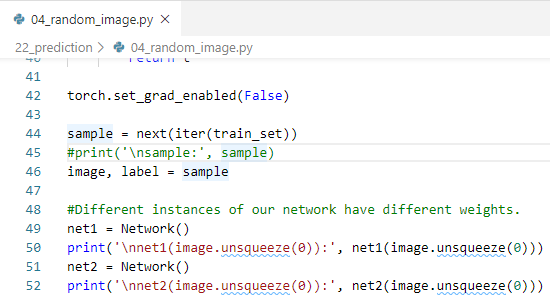 04_random_image.py ×
22_prediction > 04_random_image.py
40 return t
41
42 torch.set_grad_enabled(False)
43
44 sample = next(iter(train_set))
45 #print('\nsample:', sample)
46 image, label = sample
47
48 #Different instances of our network have different weights.
49 net1 = Network()
50 print('\nnet1(image.unsqueeze(0)):', net1(image.unsqueeze(0)))
51 net2 = Network()
52 print('\nnet2(image.unsqueeze(0)):', net2(image.unsqueeze(0)))